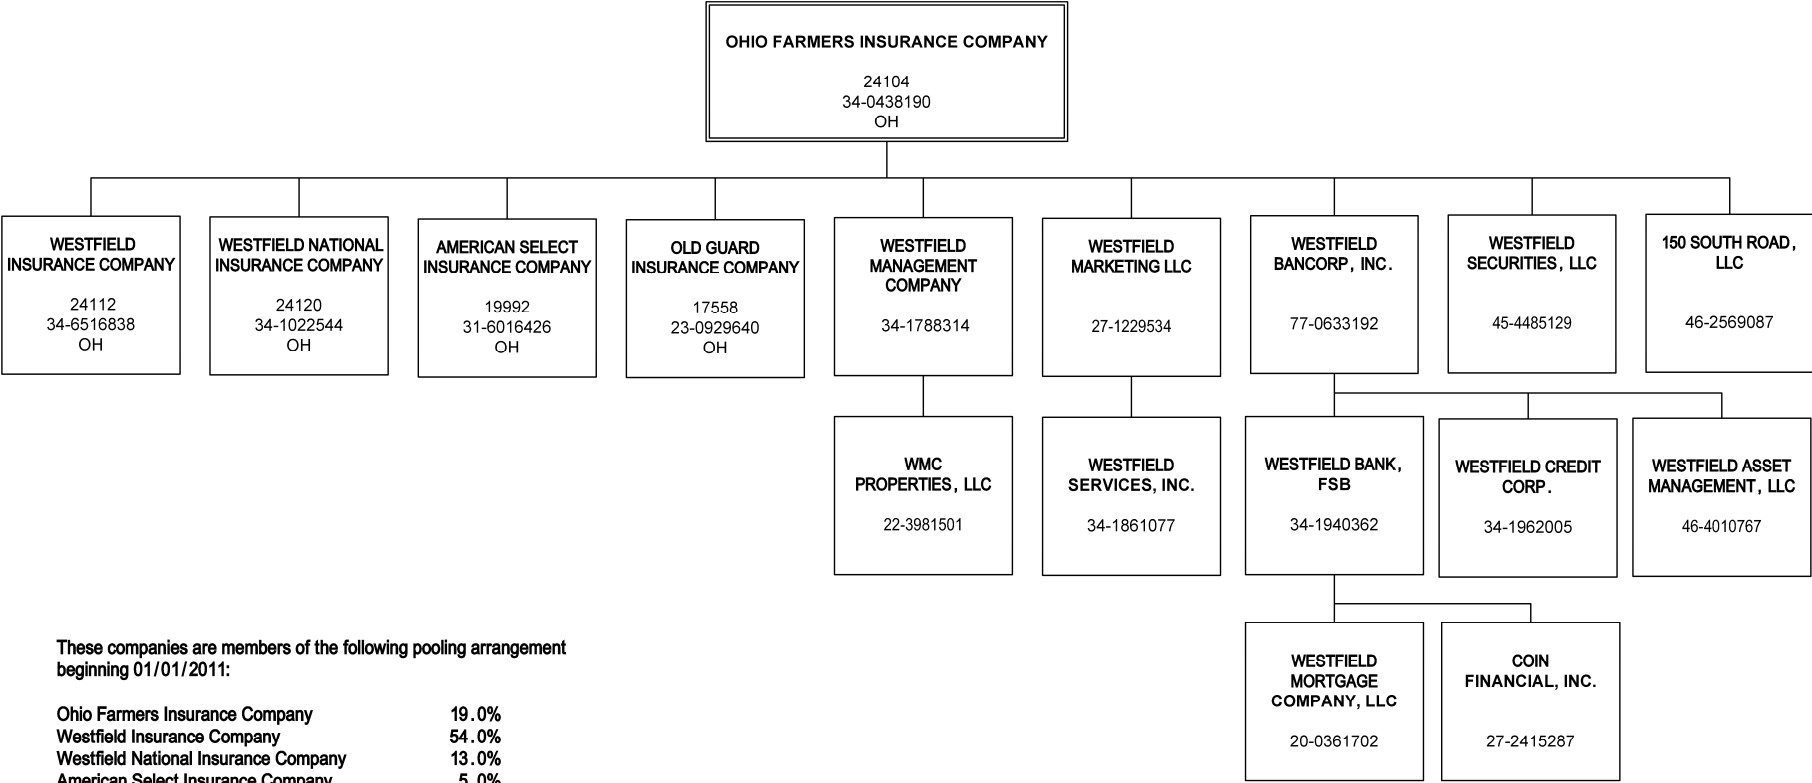 OHIO FARMERS INSURANCE COMPANY
24104
34-0438190
OH
WESTFIELD
INSURANCE COMPANY
24112
34-6516838
OH
WESTFIELD NATIONAL
INSURANCE COMPANY
24120
34-1022544
OH
AMERICAN SELECT
INSURANCE COMPANY
19992
31-6016426
OH
OLD GUARD
INSURANCE COMPANY
17558
23-0929640
OH
WESTFIELD
MANAGEMENT
COMPANY
34-1788314
WESTFIELD
MARKETING LLC
27-1229534
WESTFIELD
BANCORP, INC.
77-0633192
WESTFIELD
SECURITIES, LLC
45-4485129
150 SOUTH ROAD,
LLC
46-2569087
WMC
PROPERTIES, LLC
22-3981501
WESTFIELD
SERVICES, INC.
34-1861077
WESTFIELD BANK,
FSB
34-1940362
WESTFIELD CREDIT
CORP.
34-1962005
WESTFIELD ASSET
MANAGEMENT, LLC
46-4010767
WESTFIELD
MORTGAGE
COMPANY, LLC
20-0361702
COIN
FINANCIAL, INC.
27-2415287
These companies are members of the following pooling arrangement
beginning 01/01/2011:
Ohio Farmers Insurance Company 19.0%
Westfield Insurance Company 54.0%
Westfield National Insurance Company 13.0%
American Select Insurance Company 5.0%